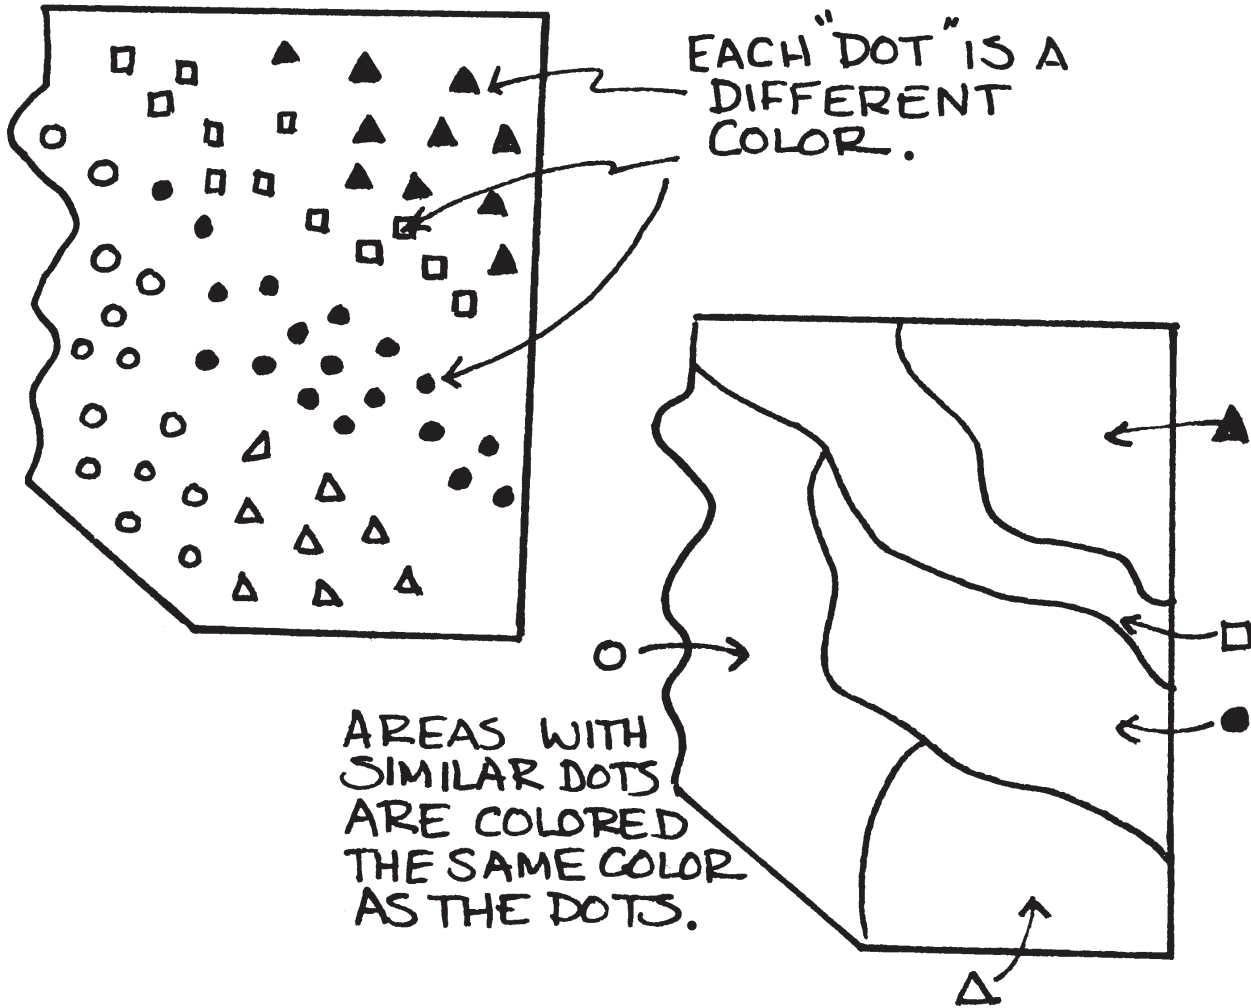 EACH "DOT" IS A
DIFFERENT
COLOR.
AREAS WITH
SIMILAR DOTS
ARE COLORED
THE SAME COLOR
AS THE DOTS.